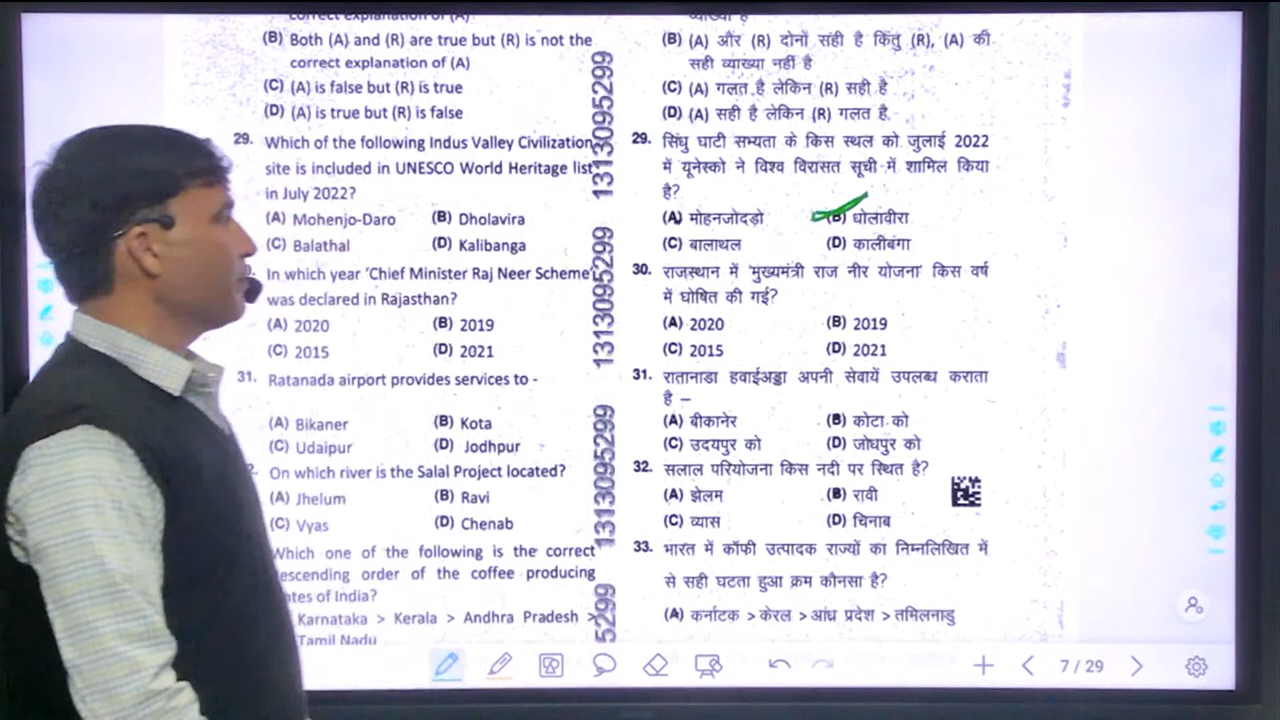 (B) Both (A) and (R) are true but (R) is not the
correct explanation of (A)
(C) (A) is false but (R) is true
(D) (A) is true but (R) is false
29. Which of the following Indus Valley Civilization
site is included in UNESCO World Heritage list
in July 2022?
(A) Mohenjo-Daro (B) Dholavira
(C) Balathal (D) Kalibanga
In which year ‘Chief Minister Raj Neer Scheme’
was declared in Rajasthan?
(A) 2020 (B) 2019
(C) 2015 (D) 2021
31. Ratanada airport provides services to -
(A) Bikaner (B) Kota
(C) Udaipur (D) Jodhpur
On which river is the Salal Project located?
(A) Jhelum (B) Ravi
(C) Vyas (D) Chenab
Which one of the following is the correct
escending order of the coffee producing
tes of India?
Karnataka > Kerala > Andhra Pradesh >
Tamil Nadu
1313095299
1313095299
1313095299
5299
(B) (A) और (R) दोनों सही है किंतु (R), (A) की
सही व्याख्या नहीं है
(C) (A) गलत है लेकिन (R) सही है
(D) (A) सही है लेकिन (R) गलत है
29. सिंधु घाटी सभ्यता के किस स्थल को जुलाई 2022
में यूनेस्को ने विश्व विरासत सूची में शामिल किया
है?
(A) मोहनजोदड़ो (B) धोलावीरा
(C) बालाथल (D) कालीबंगा
30. राजस्थान में 'मुख्यमंत्री राज नीर योजना' किस वर्ष
में घोषित की गई?
(A) 2020 (B) 2019
(C) 2015 (D) 2021
31. रातानाडा हवाईअड्डा अपनी सेवायें उपलब्ध कराता
है –
(A) बीकानेर (B) कोटा को
(C) उदयपुर को (D) जोधपुर को
32. सलाल परियोजना किस नदी पर स्थित है?
(A) झेलम (B) रावी
(C) व्यास (D) चिनाब
33. भारत में कॉफी उत्पादक राज्यों का निम्नलिखित में
से सही घटता हुआ क्रम कौनसा है?
(A) कर्नाटक > केरल > आंध्र प्रदेश > तमिलनाडु
7 / 29